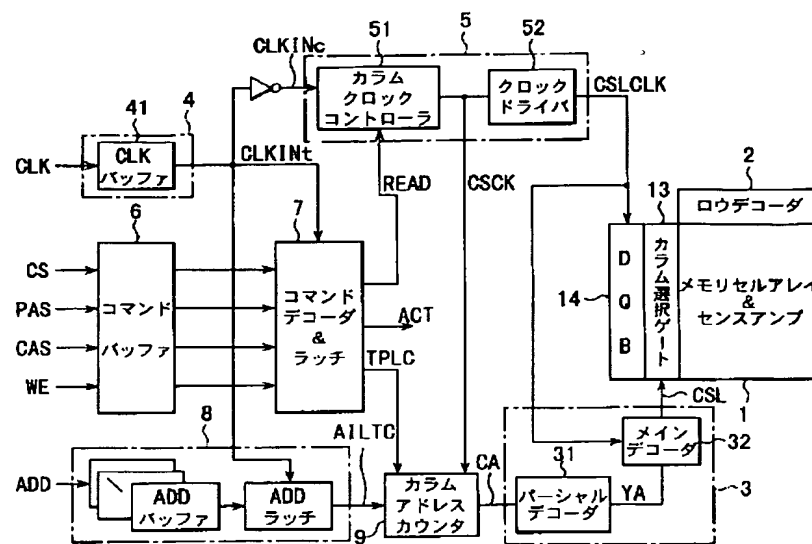 51
5
52
CLKINc
カラム
クロック
コントローラ
クロック
ドライバ
CSLCLK
41
4
CLK
CLK
バッファ
CLKINt
READ
CSCK
2
13
ロウデコーダ
6
7
CS
PAS
CAS
WE
コマンド
バッファ
コマンド
デコーダ
&
ラッチ
ACT
TPLC
14
D
Q
B
カラム選択ゲート
メモリセルアレイ
&
センスアンプ
CSL
1
8
ADD
ADD
バッファ
ADD
ラッチ
AILTC
カラム
アドレス
カウンタ
9
CA
31
パーシャル
デコーダ
YA
メイン
デコーダ
32
3